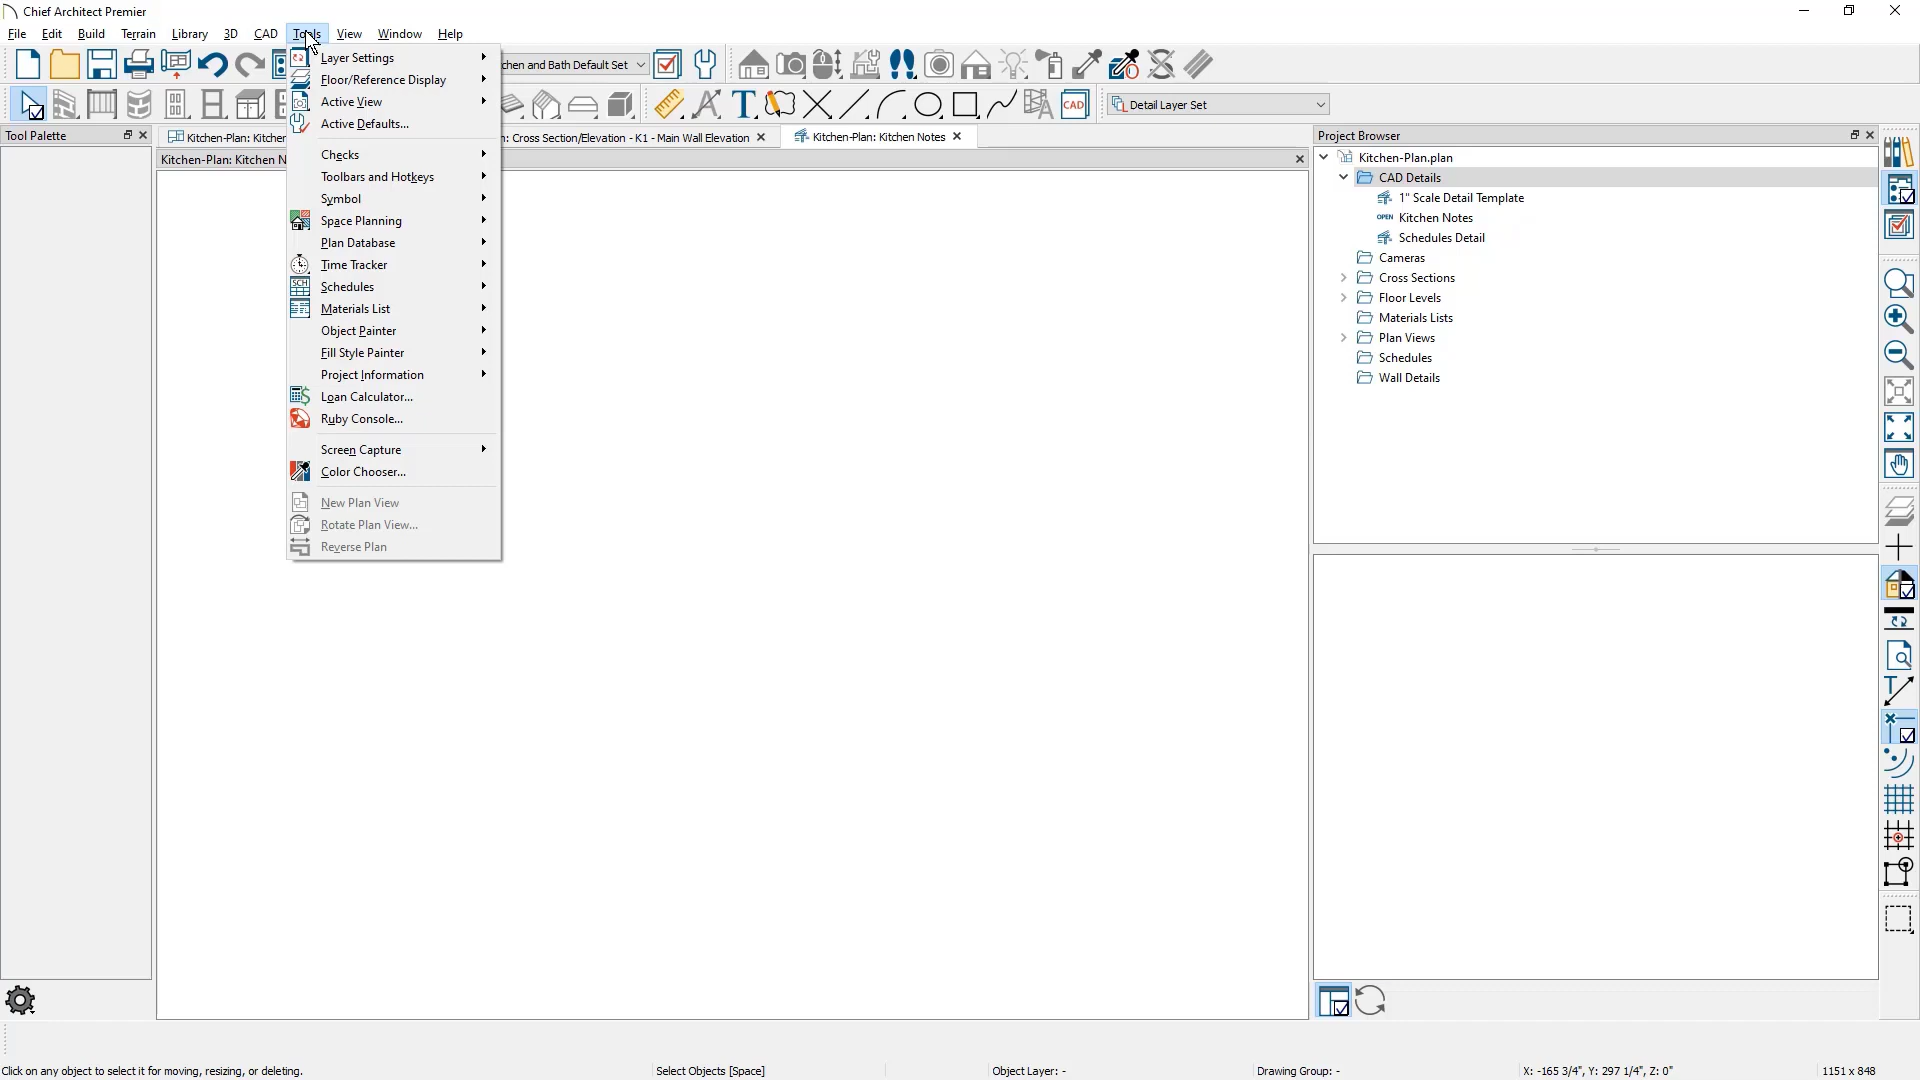 Chief Architect Premier
File Edit Build Terrain Library 3D CAD Tools View Window Help
chen and Bath Default Set
CAD
Detail Layer Set
Tool Palette
Kitchen-Plan: Kitcher
n: Cross Section/Elevation - K1 - Main Wall Elevation
Kitchen-Plan: Kitchen Notes
Project Browser
Kitchen-Plan: Kitchen N
Layer Settings
Floor/Reference Display
Active View
Active Defaults...
Checks
Toolbars and Hotkeys
Symbol
Space Planning
Plan Database
Time Tracker
SCH Schedules
Materials List
Object Painter
Fill Style Painter
Project Information
Loan Calculator...
Ruby Console...
Screen Capture
Color Chooser...
New Plan View
Rotate Plan View...
Reverse Plan
Kitchen-Plan.plan
CAD Details
1" Scale Detail Template
OPEN Kitchen Notes
Schedules Detail
Cameras
Cross Sections
Floor Levels
Materials Lists
Plan Views
Schedules
Wall Details
Click on any object to select it for moving, resizing, or deleting.
Select Objects [Space]
Object Layer: -
Drawing Group: -
X: -165 3/4", Y: 297 1/4", Z: 0"
1151 x 848